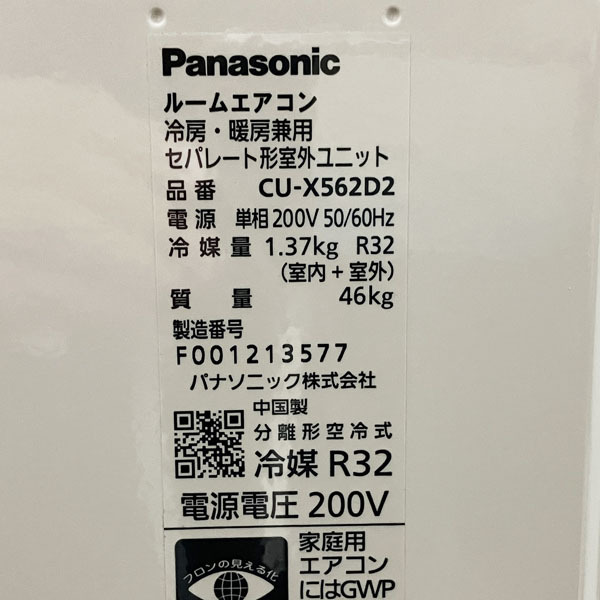 Panasonic
ルームエアコン
冷房・暖房兼用
セパレート形室外ユニット
品番 CU-X562D2
電源 単相200V 50/60Hz
冷媒量 1.37kg R32
(室内+室外)
質量 46kg
製造番号
F001213577
パナソニック株式会社
中国製
分離形空冷式
冷媒 R32
電源電圧 200V
フロンの見える化
家庭用
エアコン
にはGWP